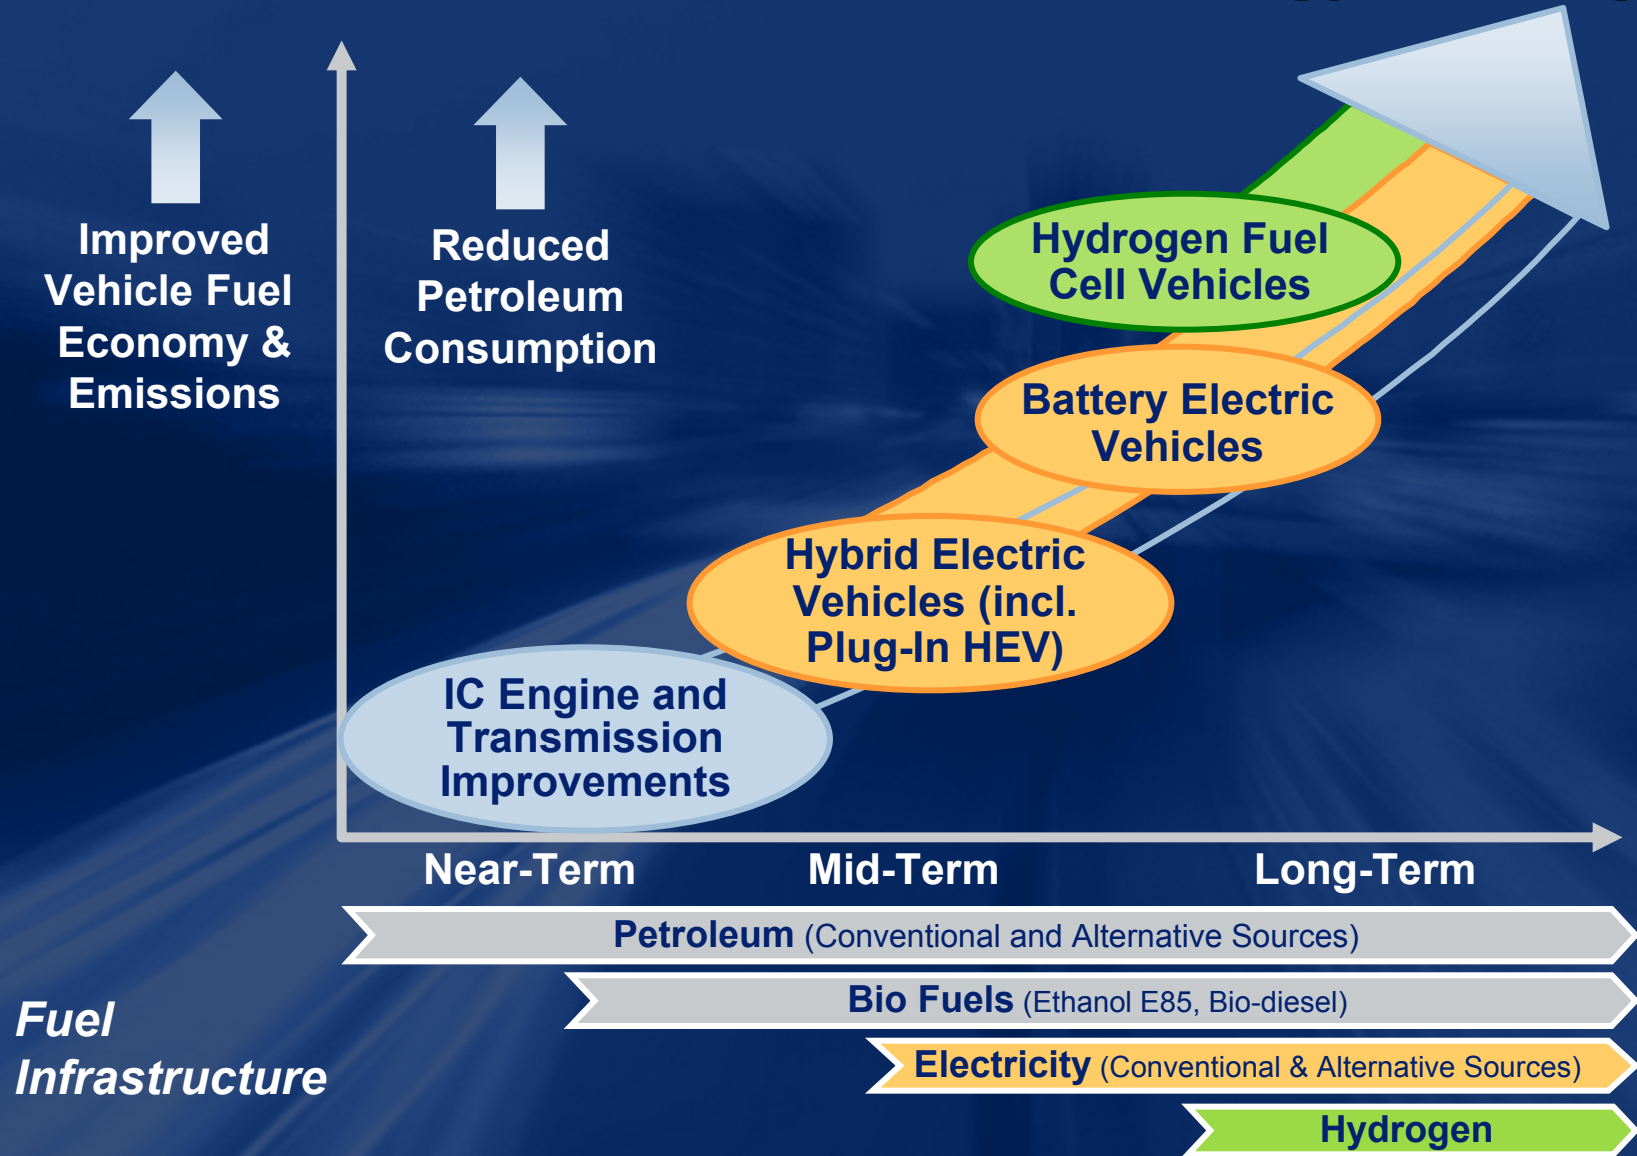 Improved
Vehicle Fuel
Economy &
Emissions
Reduced
Petroleum
Consumption
Hydrogen Fuel
Cell Vehicles
Battery Electric
Vehicles
Hybrid Electric
Vehicles (incl.
Plug-In HEV)
IC Engine and
Transmission
Improvements
Near-Term
Mid-Term
Long-Term
Fuel
Infrastructure
Petroleum (Conventional and Alternative Sources)
Bio Fuels (Ethanol E85, Bio-diesel)
Electricity (Conventional & Alternative Sources)
Hydrogen